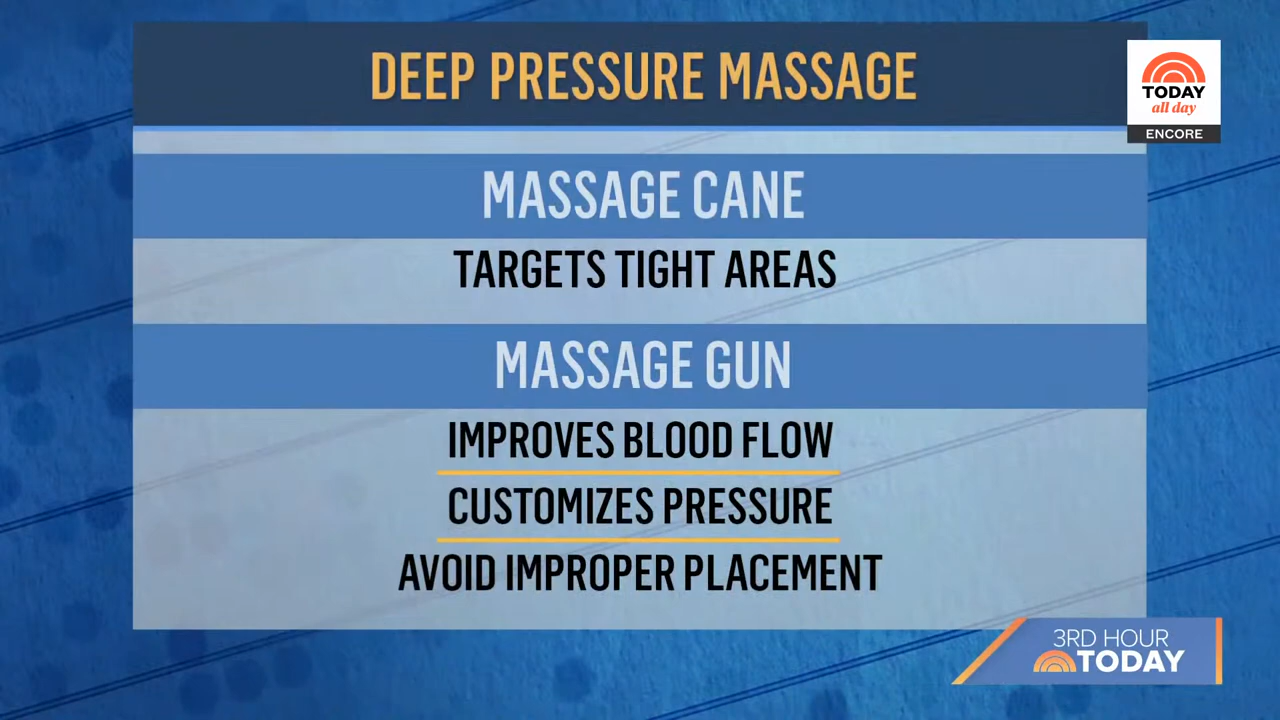 DEEP PRESSURE MASSAGE
TODAY
all day
ENCORE
MASSAGE CANE
TARGETS TIGHT AREAS
MASSAGE GUN
IMPROVES BLOOD FLOW
CUSTOMIZES PRESSURE
AVOID IMPROPER PLACEMENT
3RD HOUR
TODAY